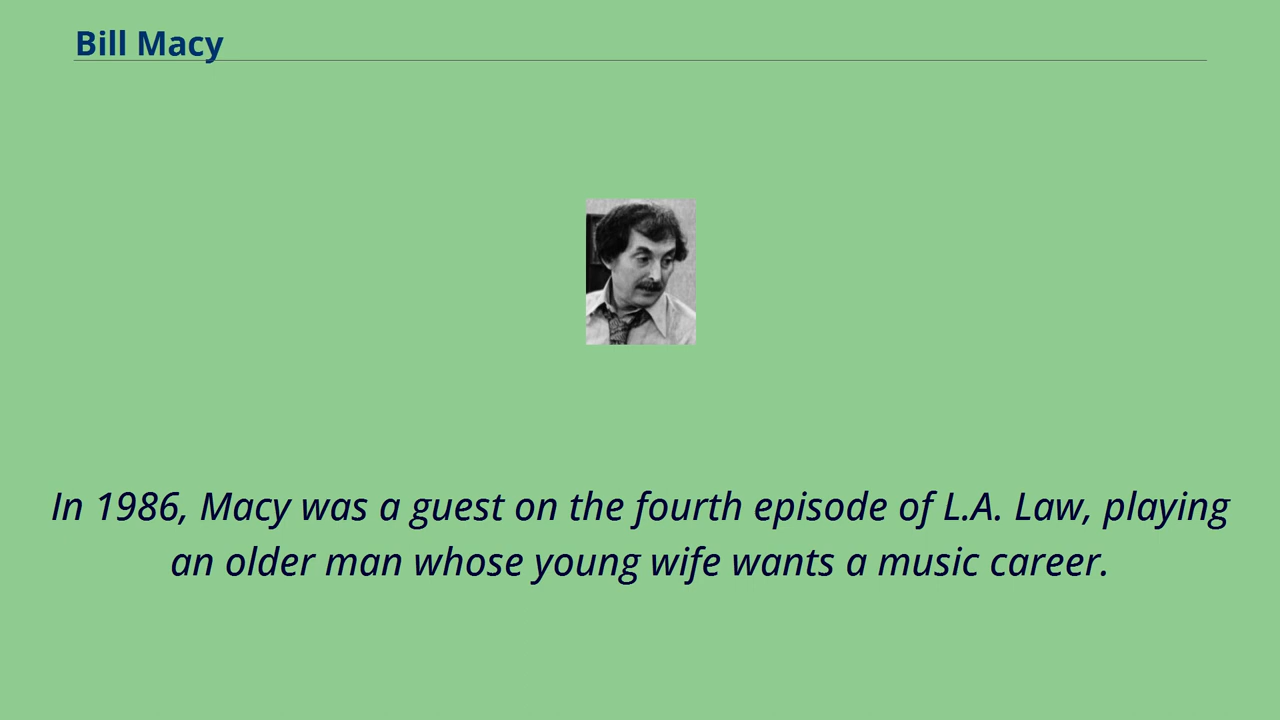 Bill Macy
In 1986, Macy was a guest on the fourth episode of L.A. Law, playing
an older man whose young wife wants a music career.